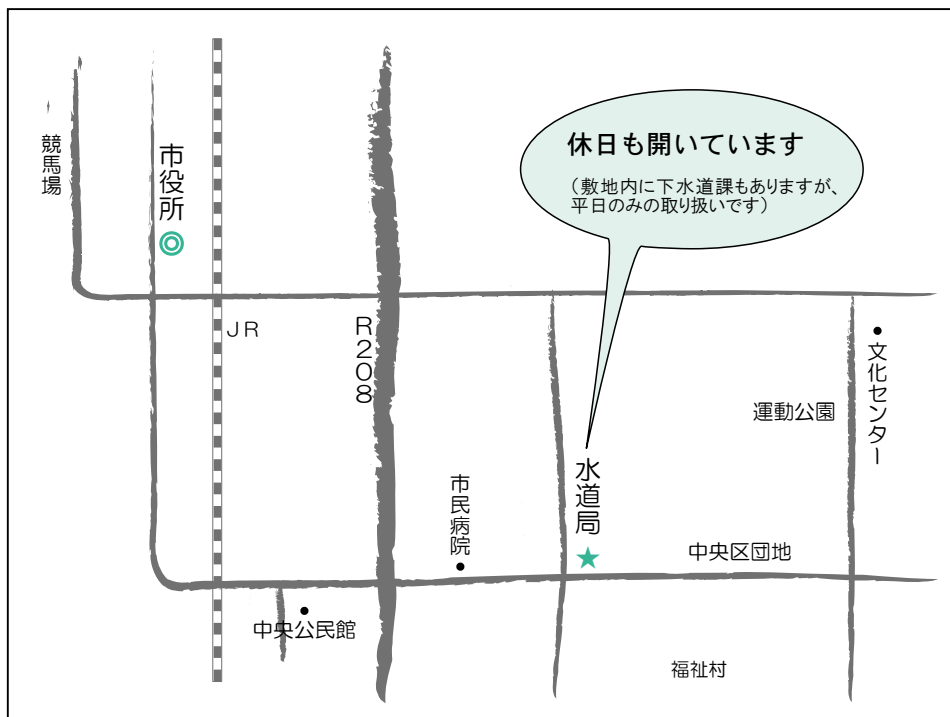 競馬場
市役所
休日も開いています
（敷地内に下水道課もありますが、
平日のみの取り扱いです）
ＪＲ
Ｒ２０８
文化センター
運動公園
水道局
市民病院
中央区団地
中央公民館
福祉村